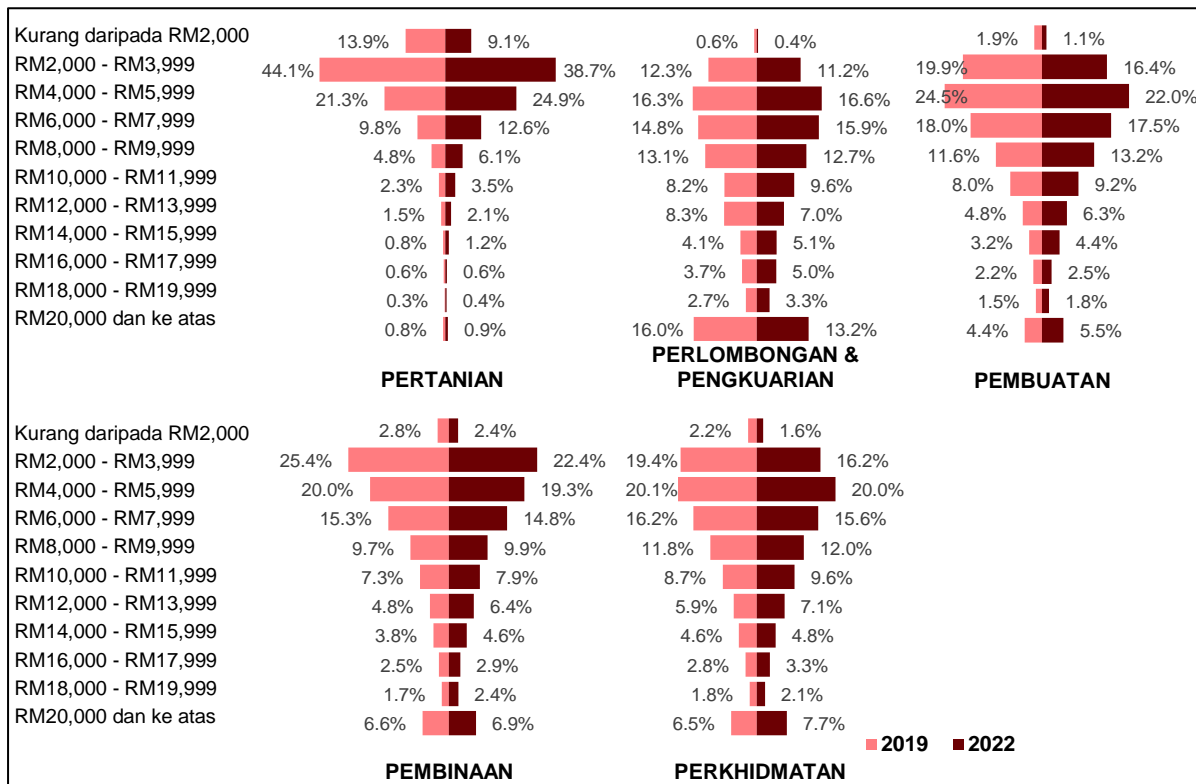 Kurang daripada RM2,000 13.9% 9.1% 0.6% 0.4% 1.9% 1.1%
RM2,000 - RM3,999 44.1% 38.7% 12.3% 11.2% 19.9% 16.4%
RM4,000 - RM5,999 21.3% 24.9% 16.3% 16.6% 24.5% 22.0%
RM6,000 - RM7,999 9.8% 12.6% 14.8% 15.9% 18.0% 17.5%
RM8,000 - RM9,999 4.8% 6.1% 13.1% 12.7% 11.6% 13.2%
RM10,000 - RM11,999 2.3% 3.5% 8.2% 9.6% 8.0% 9.2%
RM12,000 - RM13,999 1.5% 2.1% 8.3% 7.0% 4.8% 6.3%
RM14,000 - RM15,999 0.8% 1.2% 4.1% 5.1% 3.2% 4.4%
RM16,000 - RM17,999 0.6% 0.6% 3.7% 5.0% 2.2% 2.5%
RM18,000 - RM19,999 0.3% 0.4% 2.7% 3.3% 1.5% 1.8%
RM20,000 dan ke atas 0.8% 0.9% 16.0% 13.2% 4.4% 5.5%
PERTANIAN
PERLOMBONGAN &
PENGKUARIAN
PEMBUATAN
Kurang daripada RM2,000 2.8% 2.4% 2.2% 1.6%
RM2,000 - RM3,999 25.4% 22.4% 19.4% 16.2%
RM4,000 - RM5,999 20.0% 19.3% 20.1% 20.0%
RM6,000 - RM7,999 15.3% 14.8% 16.2% 15.6%
RM8,000 - RM9,999 9.7% 9.9% 11.8% 12.0%
RM10,000 - RM11,999 7.3% 7.9% 8.7% 9.6%
RM12,000 - RM13,999 4.8% 6.4% 5.9% 7.1%
RM14,000 - RM15,999 3.8% 4.6% 4.6% 4.8%
RM16,000 - RM17,999 2.5% 2.9% 2.8% 3.3%
RM18,000 - RM19,999 1.7% 2.4% 1.8% 2.1%
RM20,000 dan ke atas 6.6% 6.9% 6.5% 7.7%
2019 2022
PEMBINAAN
PERKHIDMATAN